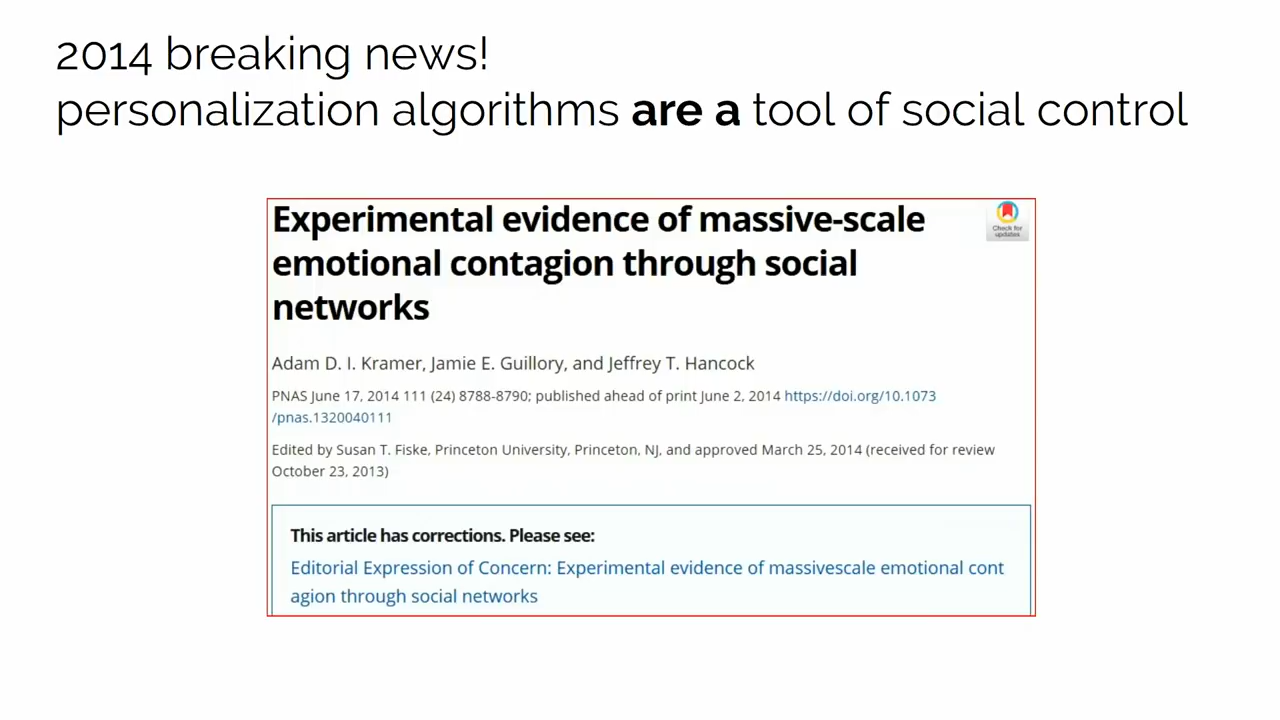 2014 breaking news!
personalization algorithms are a tool of social control
Experimental evidence of massive-scale
emotional contagion through social
networks
Check for
updates
Adam D. I. Kramer, Jamie E. Guillory, and Jeffrey T. Hancock
PNAS June 17, 2014 111 (24) 8788-8790; published ahead of print June 2, 2014 https://doi.org/10.1073
/pnas.1320040111
Edited by Susan T. Fiske, Princeton University, Princeton, NJ, and approved March 25, 2014 (received for review
October 23, 2013)
This article has corrections. Please see:
Editorial Expression of Concern: Experimental evidence of massivescale emotional cont
agion through social networks